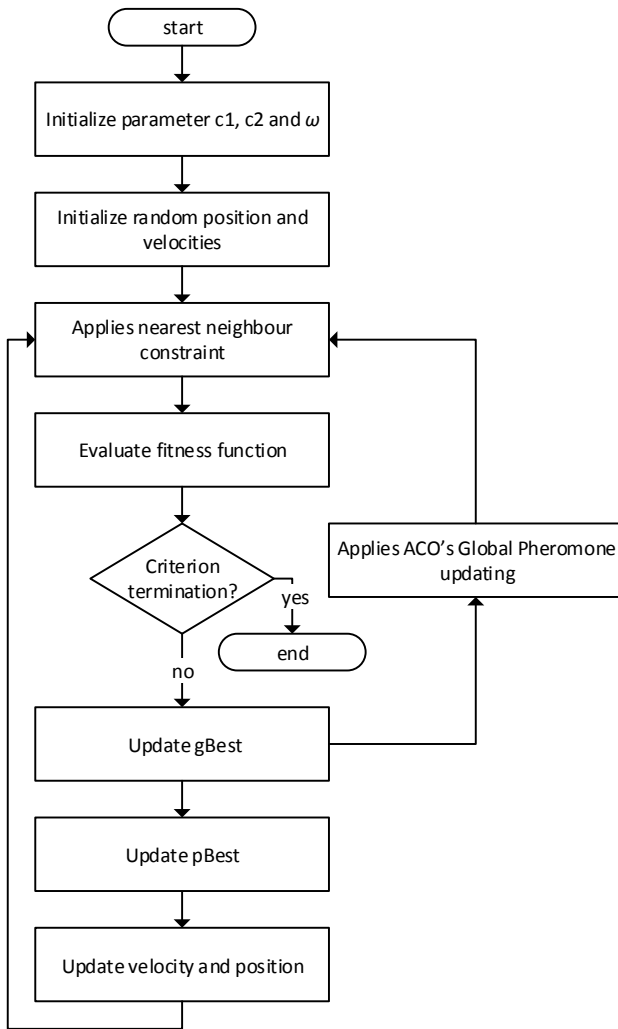 start
Initialize parameter c1, c2 and ω
Initialize random position and
velocities
Applies nearest neighbour
constraint
Evaluate fitness function
Applies ACO's Global Pheromone
updating
Criterion
termination?
yes
end
no
Update gBest
Update pBest
Update velocity and position